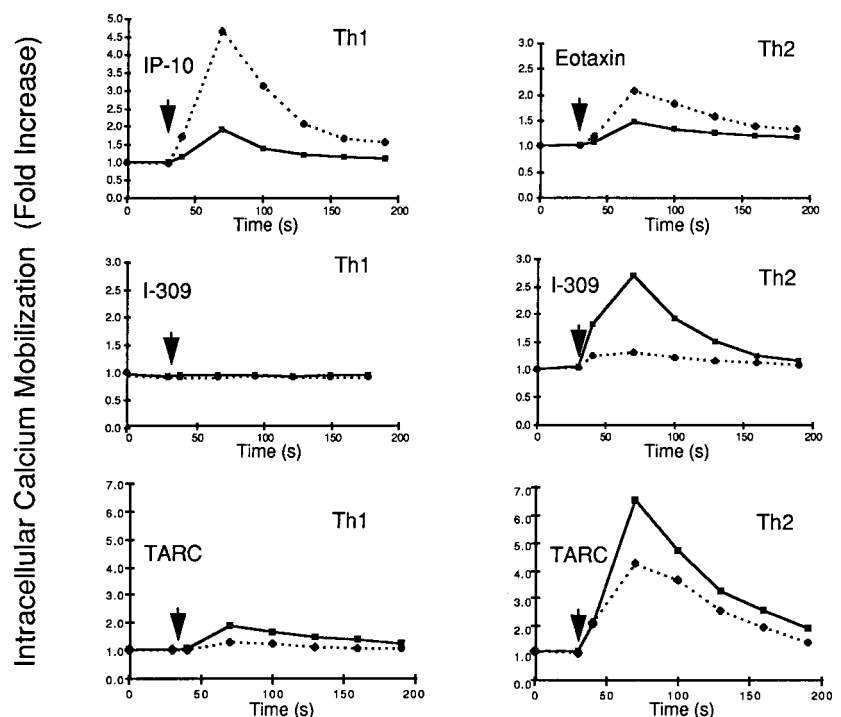 Intracellular Calcium Mobilization (Fold Increase)
Th1
IP-10
5.0
4.5
4.0
3.5
3.0
2.5
2.0
1.5
1.0
0.5
0.0
0 50 100 150 200
Time (s)
Th2
Eotaxin
3.0
2.5
2.0
1.5
1.0
0.5
0.0
0 50 100 150 200
Time (s)
Th1
I-309
3.0
2.5
2.0
1.5
1.0
0.5
0.0
0 50 100 150 200
Time (s)
Th2
I-309
3.0
2.5
2.0
1.5
1.0
0.5
0.0
0 50 100 150 200
Time (s)
Th1
TARC
7.0
6.0
5.0
4.0
3.0
2.0
1.0
0.0
0 50 100 150 200
Time (s)
Th2
TARC
7.0
6.0
5.0
4.0
3.0
2.0
1.0
0.0
0 50 100 150 200
Time (s)